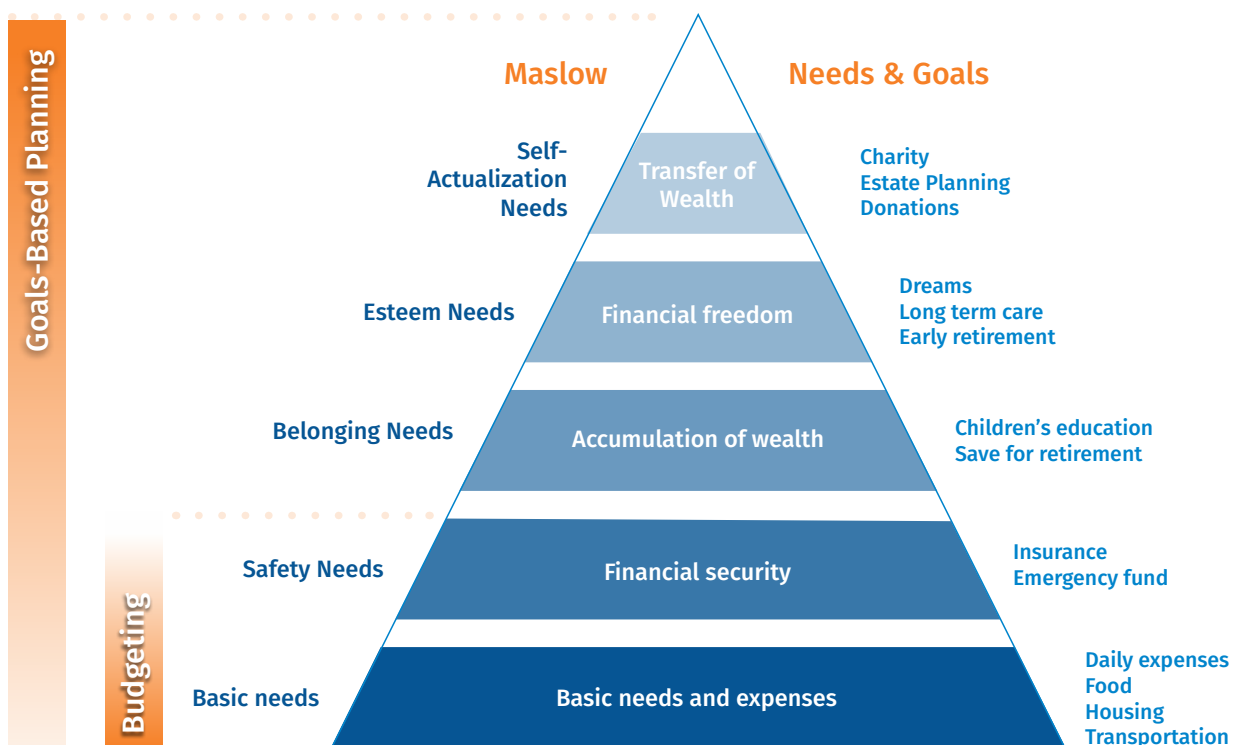 Goals-Based Planning
Budgeting
Maslow
Needs & Goals
Self-
Actualization
Needs
Transfer of
Wealth
Charity
Estate Planning
Donations
Esteem Needs
Financial freedom
Dreams
Long term care
Early retirement
Belonging Needs
Accumulation of wealth
Children’s education
Save for retirement
Safety Needs
Financial security
Insurance
Emergency fund
Basic needs
Basic needs and expenses
Daily expenses
Food
Housing
Transportation